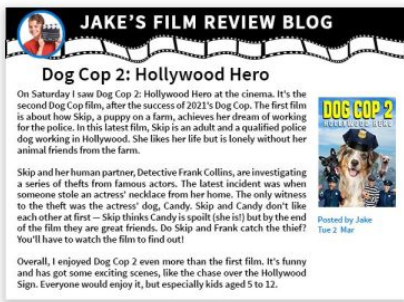 JAKE'S FILM REVIEW BLOG
Dog Cop 2: Hollywood Hero
On Saturday I saw Dog Cop 2: Hollywood Hero at the cinema. It's the
second Dog Cop film, after the success of 2021's Dog Cop. The first film
is about how Skip, a puppy on a farm, achieves her dream of working
for the police. In this latest film, Skip is an adult and a qualified police
dog working in Hollywood. She likes her life but is lonely without her
animal friends from the farm.
Skip and her human partner, Detective Frank Collins, are investigating
a series of thefts from famous actors. The latest incident was when
someone stole an actress' necklace from her home. The only witness
to the theft was the actress' dog, Candy. Skip and Candy don't like
each other at first — Skip thinks Candy is spoilt (she is!) but by the end
of the film they are great friends. Do Skip and Frank catch the thief?
You'll have to watch the film to find out!
Overall, I enjoyed Dog Cop 2 even more than the first film. It's funny
and has got some exciting scenes, like the chase over the Hollywood
Sign. Everyone would enjoy it, but especially kids aged 5 to 12.
DOG COP 2
HOLLYWOOD HERO
Posted by Jake
Tue 2 Mar